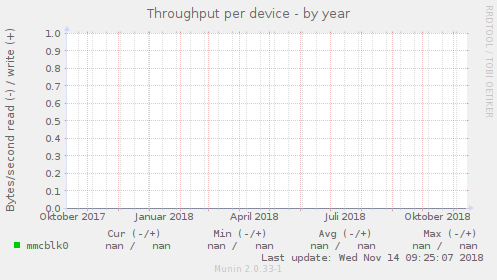 Throughput per device - by year
RRDTOOL / TOBI OETIKER
Bytes/second read (-) / write (+)
1.0
0.9
0.8
0.7
0.6
0.5
0.4
0.3
0.2
0.1
0.0
Oktober 2017 Januar 2018 April 2018 Juli 2018 Oktober 2018
Cur (-/+) Min (-/+) Avg (-/+) Max (-/+)
mmcblk0 nan / nan nan / nan nan / nan nan / nan
Last update: Wed Nov 14 09:25:07 2018
Munin 2.0.33-1